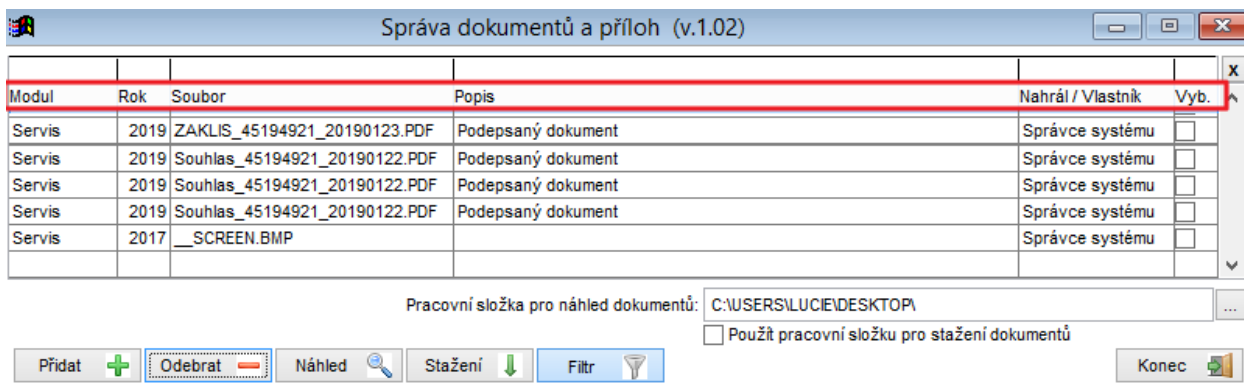 Správa dokumentů a příloh (v.1.02)
x
Modul Rok Soubor Popis Nahrál / Vlastník Vyb.
Servis 2019 ZAKLIS_45194921_20190123.PDF Podepsaný dokument Správce systému
Servis 2019 Souhlas_45194921_20190122.PDF Podepsaný dokument Správce systému
Servis 2019 Souhlas_45194921_20190122.PDF Podepsaný dokument Správce systému
Servis 2019 Souhlas_45194921_20190122.PDF Podepsaný dokument Správce systému
Servis 2017 __SCREEN.BMP Správce systému
Pracovní složka pro náhled dokumentů: C:\USERS\LUCIE\DESKTOP\ ...
Použít pracovní složku pro stažení dokumentů
Přidat Odebrat Náhled Stažení Filtr Konec